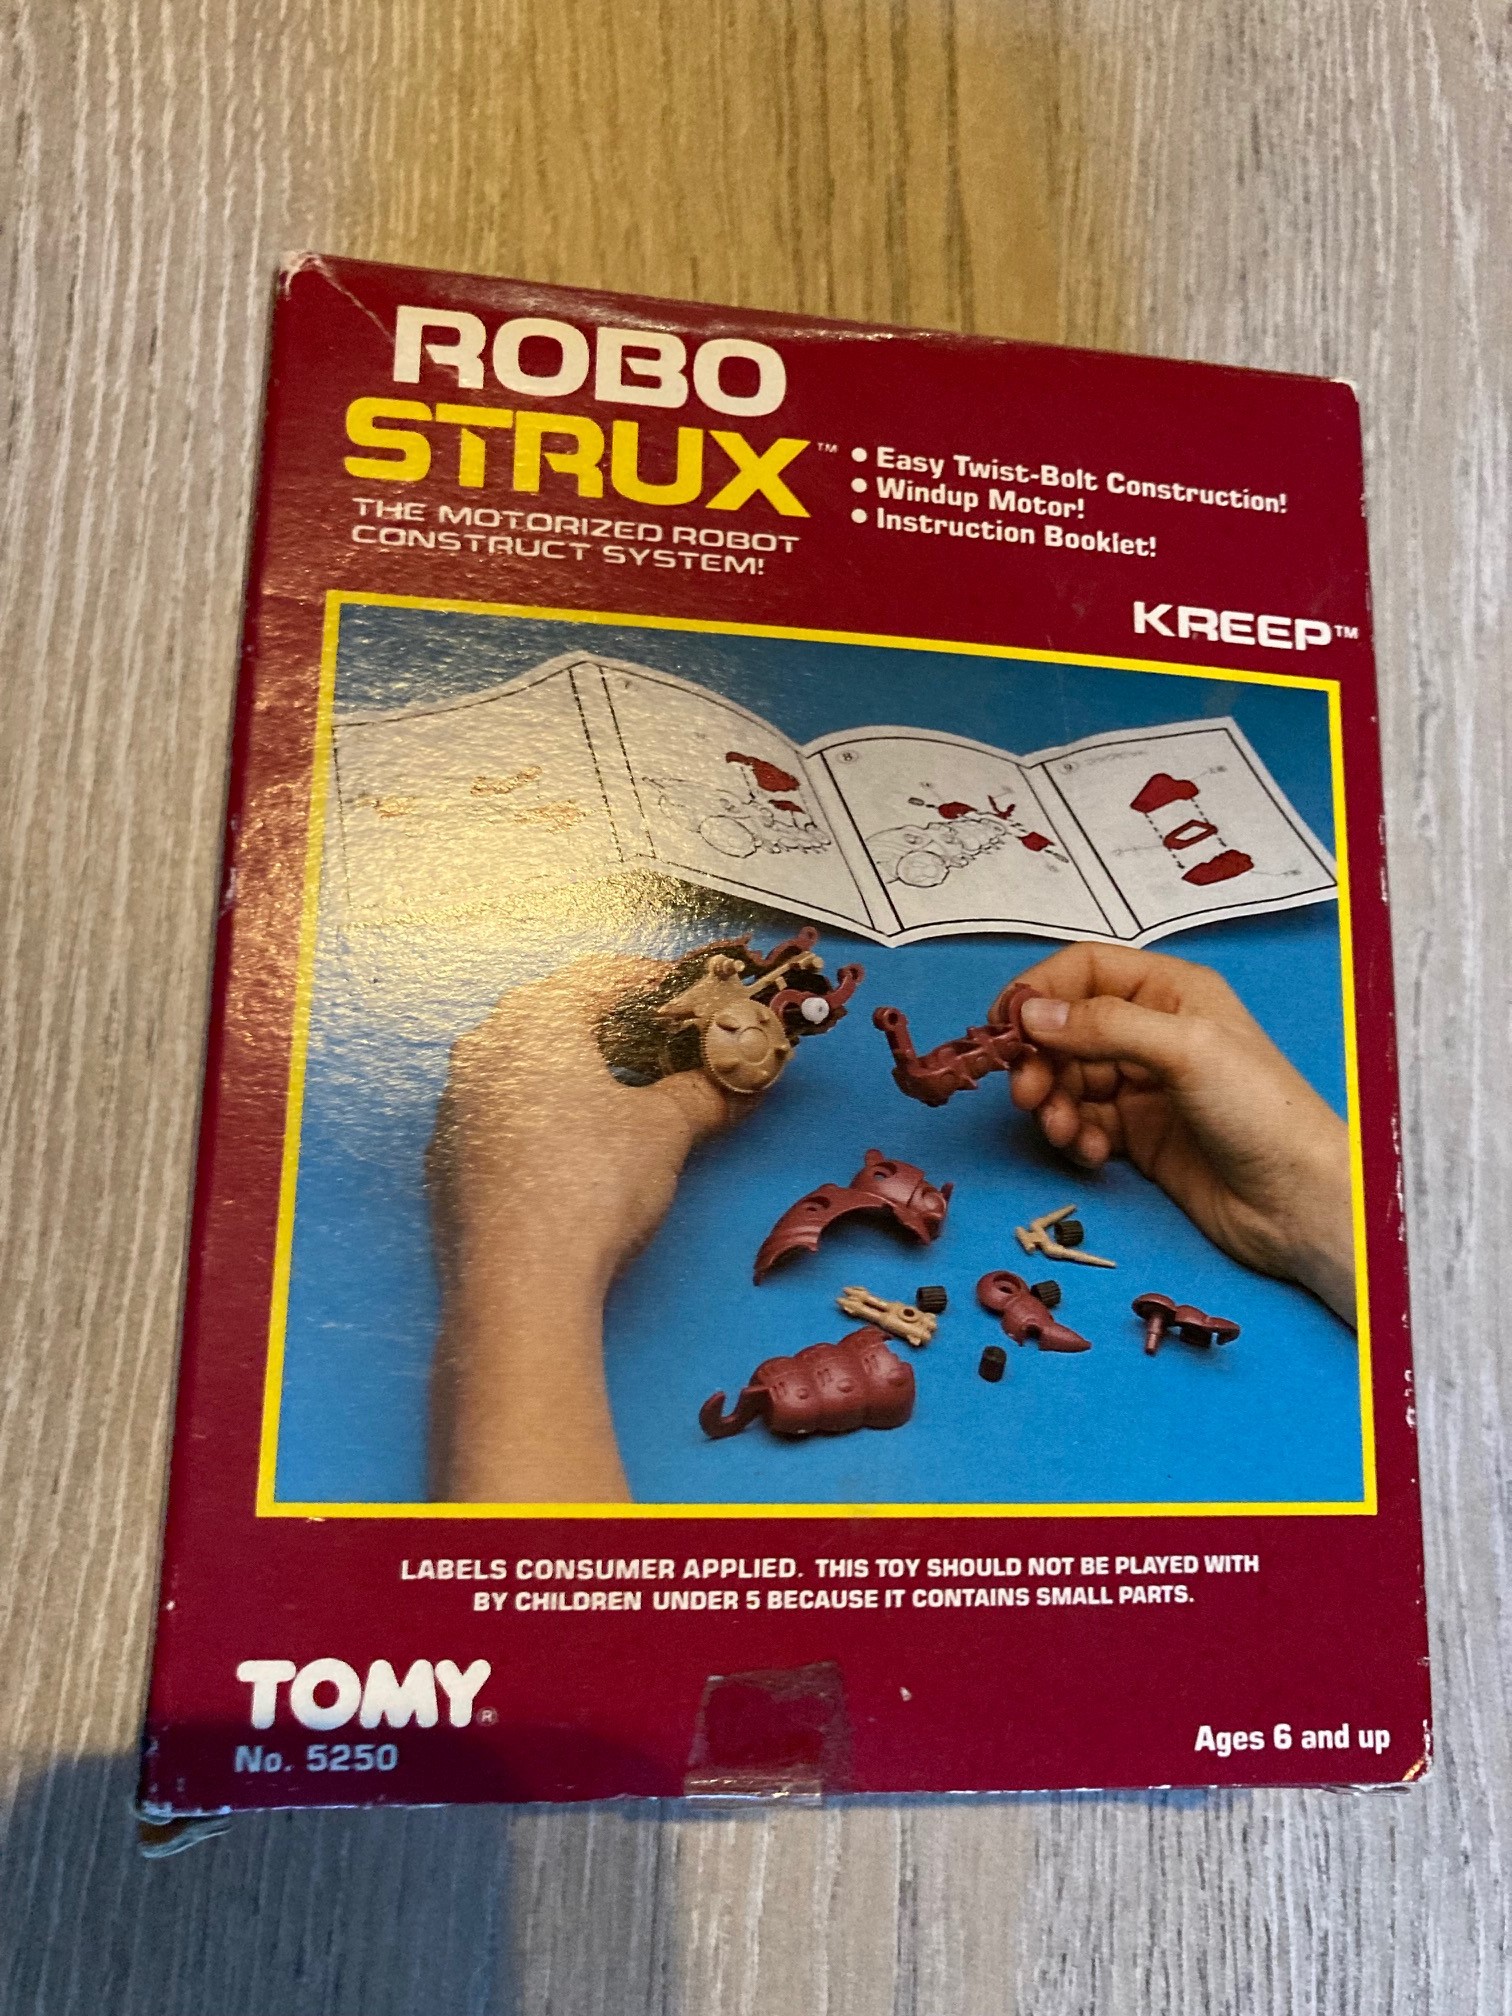 ROBO
STRUX™
THE MOTORIZED ROBOT
CONSTRUCT SYSTEM!
• Easy Twist-Bolt Construction!
• Windup Motor!
• Instruction Booklet!
KREEP™
8
9
LABELS CONSUMER APPLIED. THIS TOY SHOULD NOT BE PLAYED WITH
BY CHILDREN UNDER 5 BECAUSE IT CONTAINS SMALL PARTS.
TOMY®
No. 5250
Ages 6 and up